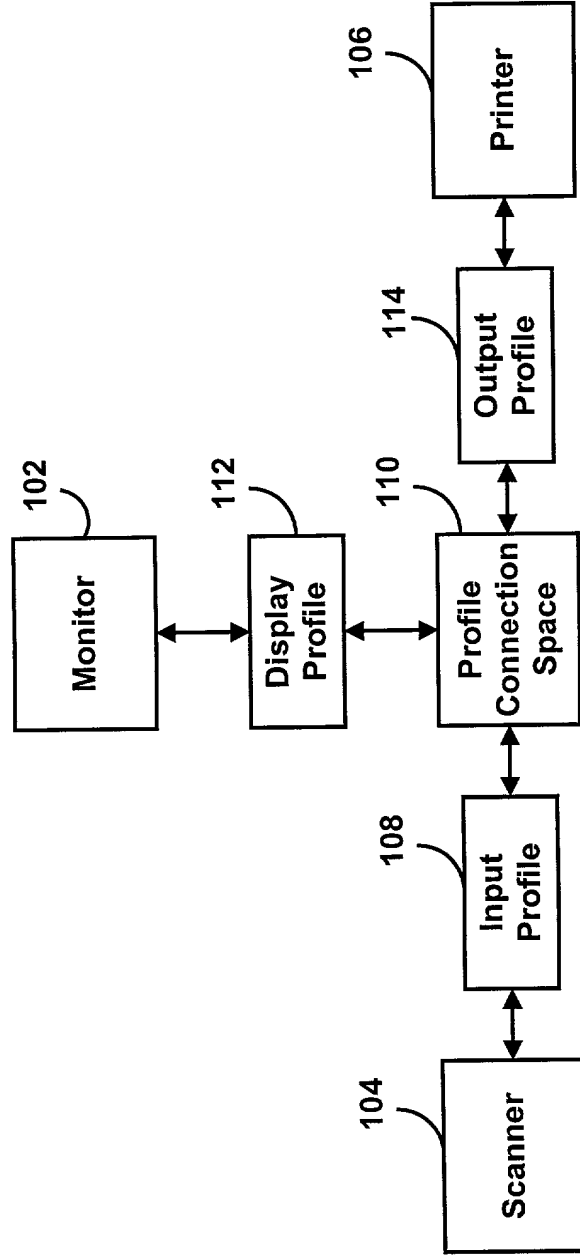 102
Monitor
112
Display
Profile
104
Scanner
108
Input
Profile
110
Profile
Connection
Space
114
Output
Profile
106
Printer